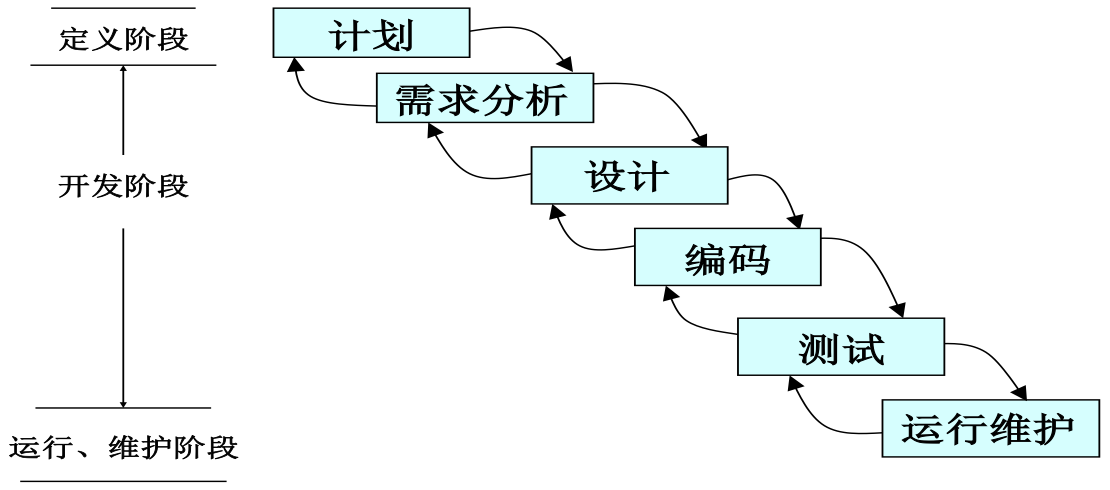 定义阶段
计划
需求分析
开发阶段
设计
编码
测试
运行、维护阶段
运行维护